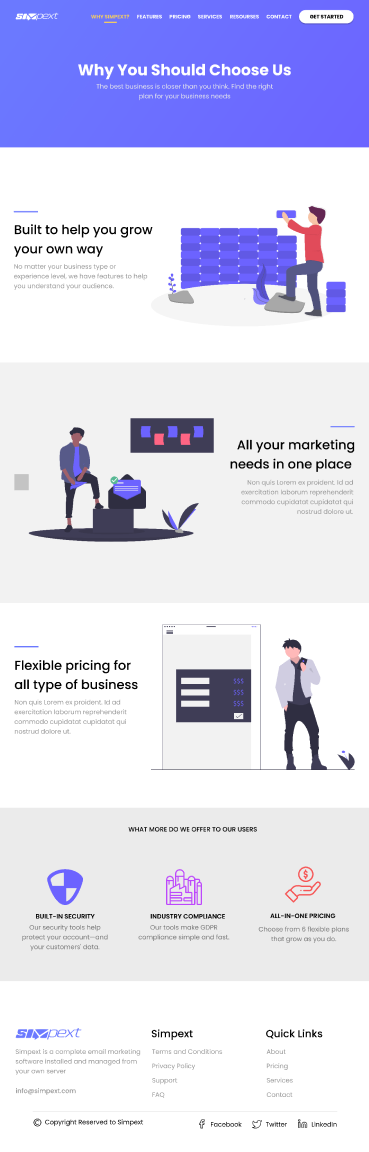 SIMPext
WHY SIMPEXT?
FEATURES
PRICING
SERVICES
RESOURSES
CONTACT
GET STARTED
Why You Should Choose Us
The best business is closer than you think. Find the right
plan for your business needs
Built to help you grow
your own way
No matter your business type or
experience level, we have features to help
you understand your audience.
All your marketing
needs in one place
Non quis Lorem ex proident. Id ad
exercitation laborum reprehenderit
commodo cupidatat cupidatat qui
nostrud dolore ut.
Flexible pricing for
all type of business
Non quis Lorem ex proident. Id ad
exercitation laborum reprehenderit
commodo cupidatat cupidatat qui
nostrud dolore ut.
$$$
$$$
$$$
WHAT MORE DO WE OFFER TO OUR USERS
BUILT-IN SECURITY
Our security tools help
protect your account—and
your customers' data.
INDUSTRY COMPLIANCE
Our tools make GDPR
compliance simple and fast.
ALL-IN-ONE PRICING
Choose from 6 flexible plans
that grow as you do.
SIMPext
Simpext is a complete email marketing
software installed and managed from
your own server
info@simpext.com
Simpext
Terms and Conditions
Privacy Policy
Support
FAQ
Quick Links
About
Pricing
Services
Contact
© Copyright Reserved to Simpext
Facebook
Twitter
LinkedIn